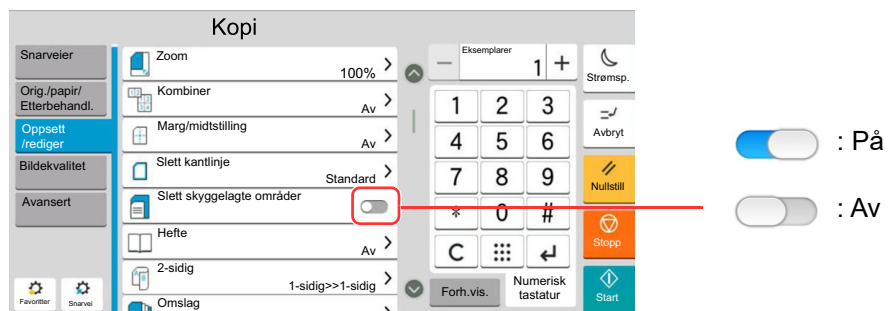 Kopi
Snarveier
Orig./papir/
Etterbehandl.
Oppsett
/rediger
Bildekvalitet
Avansert
Favoritter
Snarvei
Zoom
100%
Kombiner
Av
Marg/midtstilling
Av
Slett kantlinje
Standard
Slett skyggelagte områder
Hefte
Av
2-sidig
1-sidig>>1-sidig
Omslag
Eksemplarer
− 1 +
1 2 3
4 5 6
7 8 9
* 0 #
C
Forh.vis.
Numerisk
tastatur
Strømsp.
Avbryt
Nullstill
Stopp
Start
: På
: Av